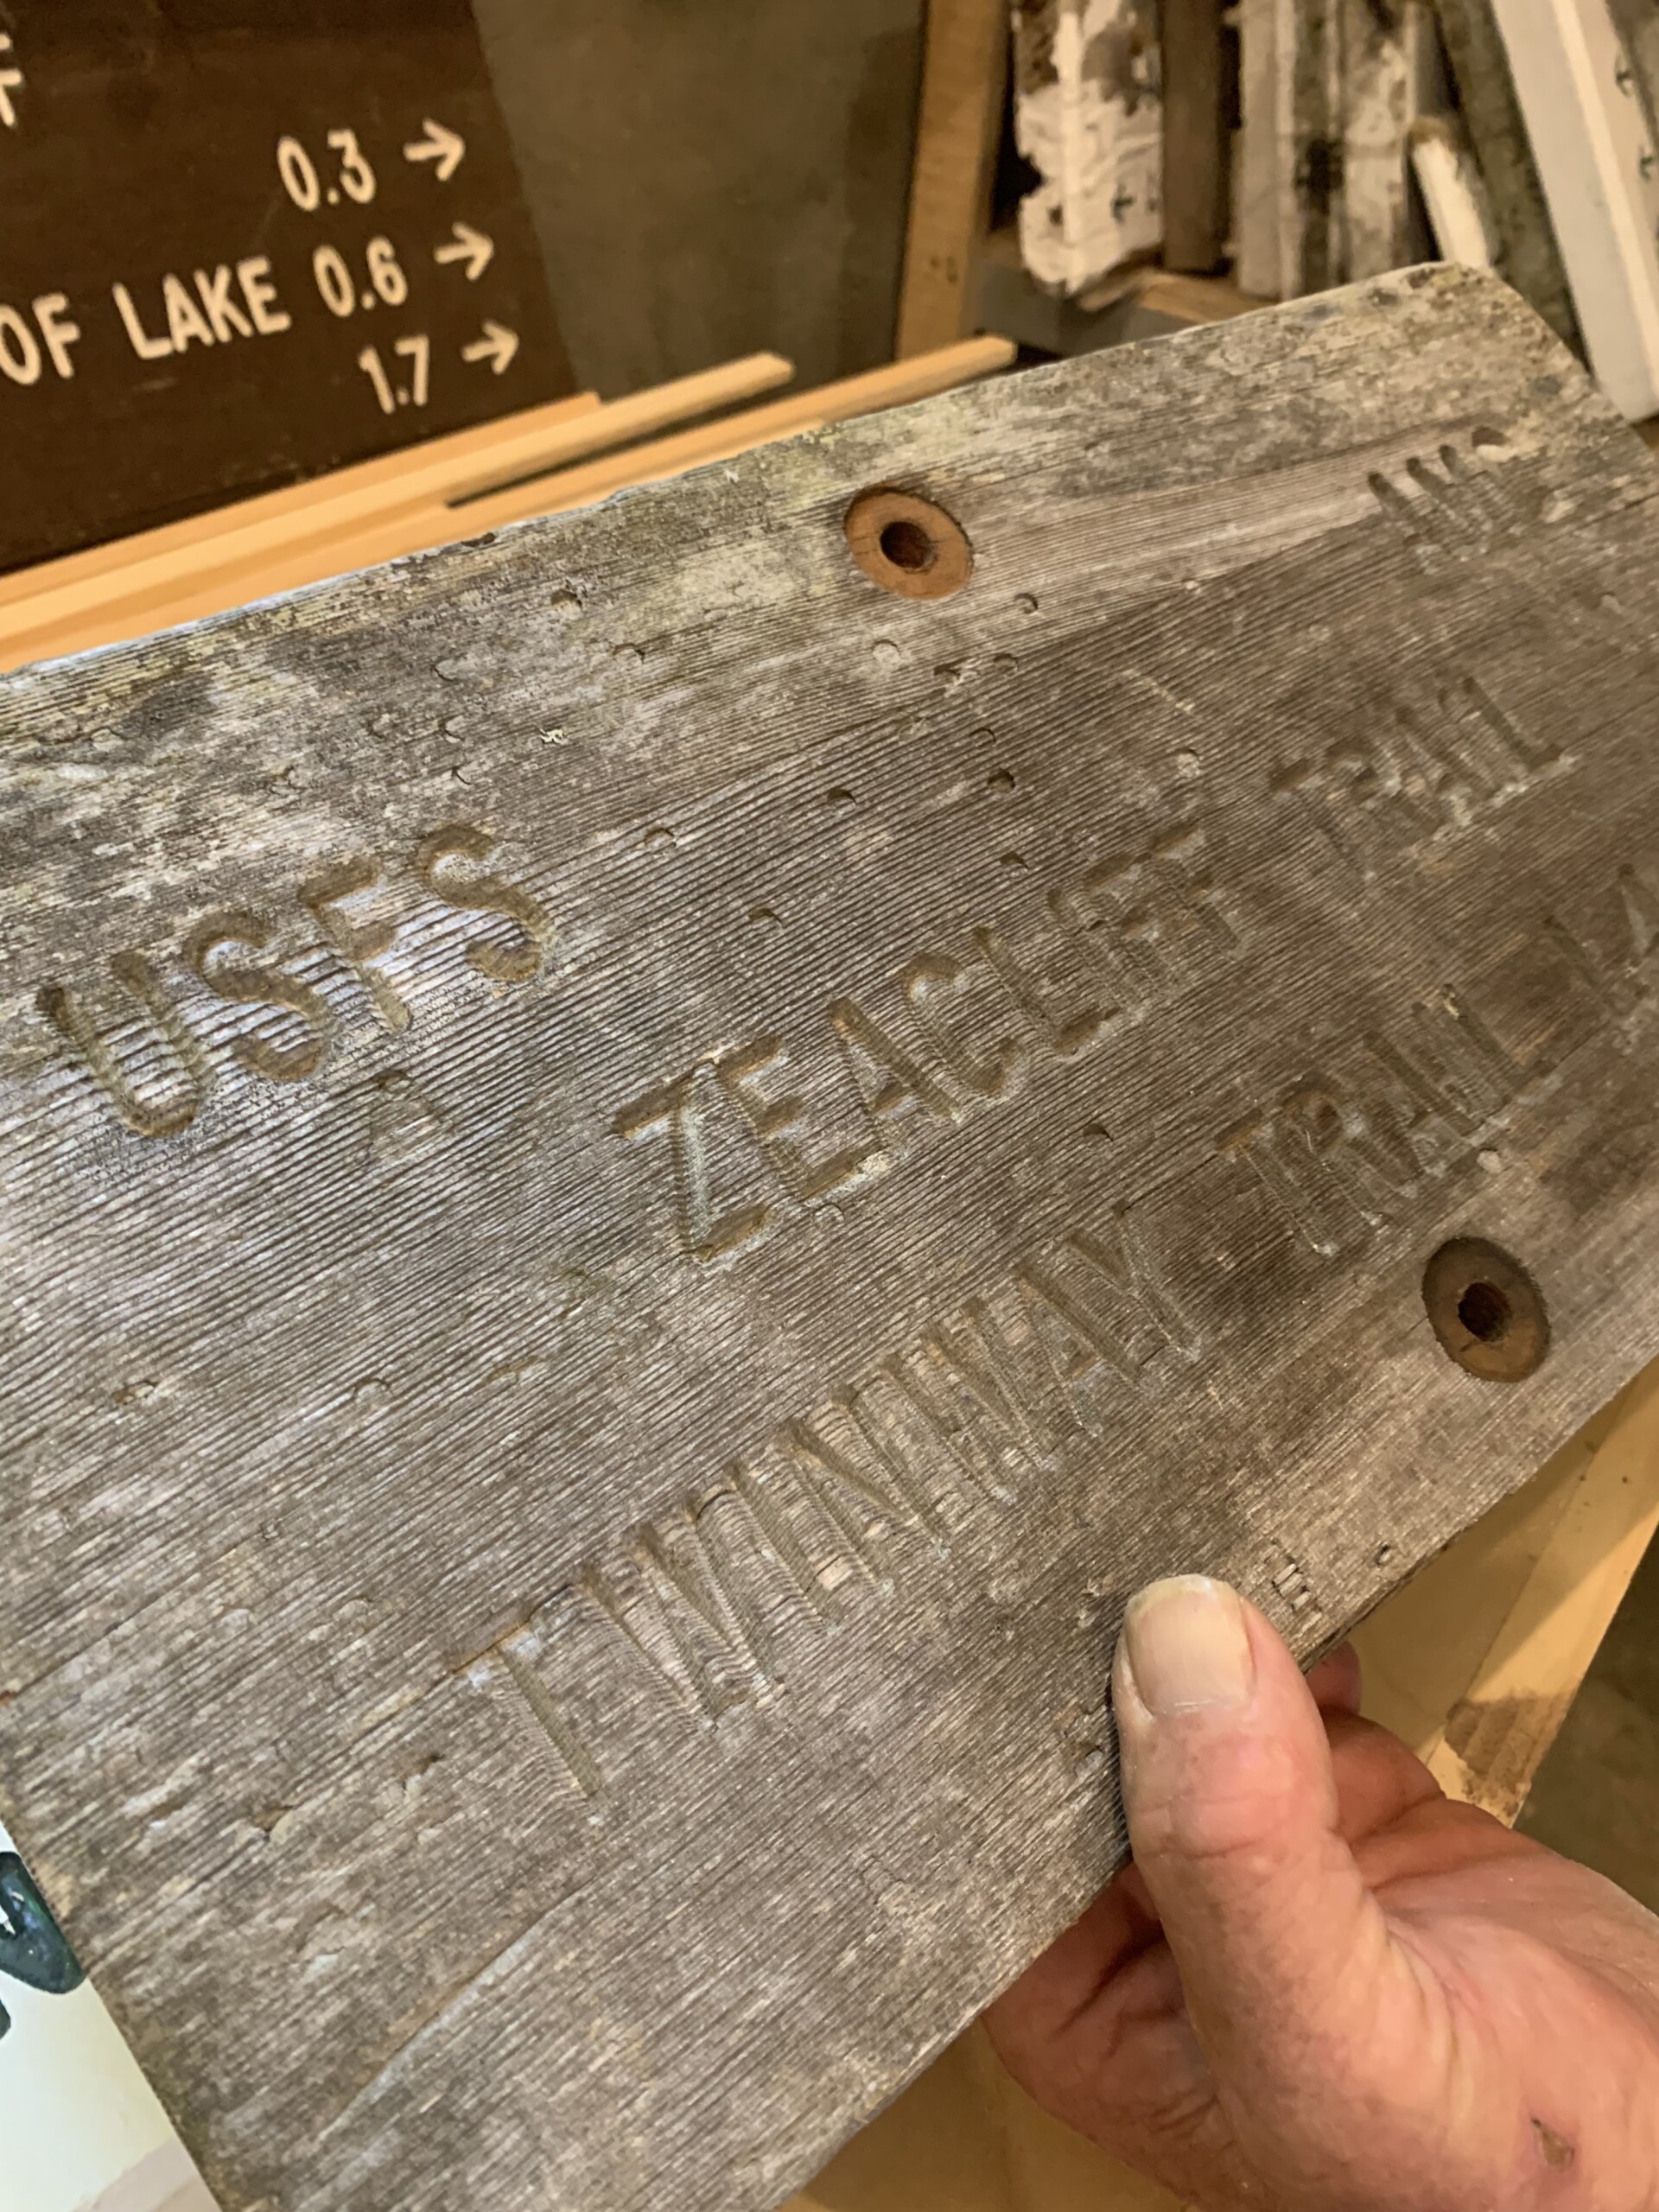 0.3 →
OF LAKE 0.6 →
1.7 →
USFS
ZEACLIFF TRAIL
TWINWAY TRAIL